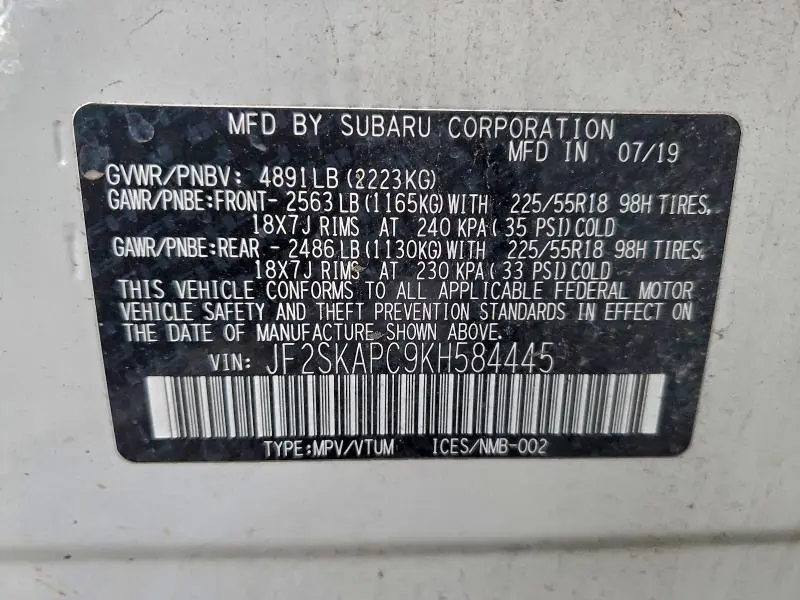 MFD BY SUBARU CORPORATION
MFD IN 07/19
GVWR/PNBV: 4891LB(2223KG)
GAWR/PNBE:FRONT- 2563LB(1165KG)WITH 225/55R18 98H TIRES,
18X7J RIMS AT 240 KPA(35 PSI)COLD
GAWR/PNBE:REAR - 2486LB(1130KG)WITH 225/55R18 98H TIRES,
18X7J RIMS AT 230 KPA(33 PSI)COLD
THIS VEHICLE CONFORMS TO ALL APPLICABLE FEDERAL MOTOR
VEHICLE SAFETY AND THEFT PREVENTION STANDARDS IN EFFECT ON
THE DATE OF MANUFACTURE SHOWN ABOVE.
VIN: JF2SKAPC9KH584445
TYPE:MPV/VTUM ICES/NMB-002